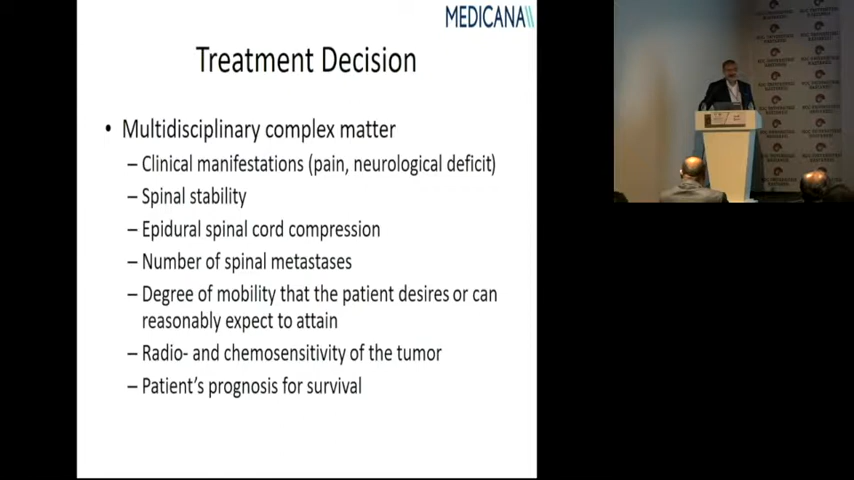 MEDICANA
Treatment Decision
• Multidisciplinary complex matter
– Clinical manifestations (pain, neurological deficit)
– Spinal stability
– Epidural spinal cord compression
– Number of spinal metastases
– Degree of mobility that the patient desires or can
reasonably expect to attain
– Radio- and chemosensitivity of the tumor
– Patient's prognosis for survival